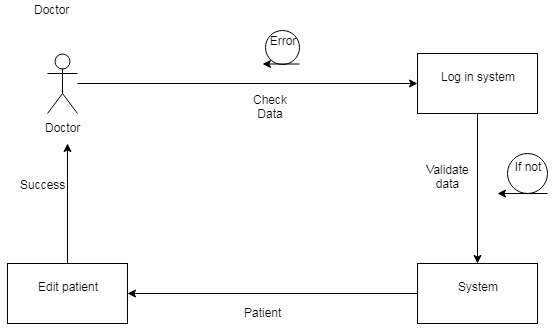 Doctor
Error
Log in system
Check
Data
Doctor
If not
Validate
data
Success
Edit patient
System
Patient